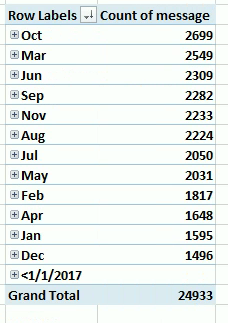 Row Labels Count of message
Oct 2699
Mar 2549
Jun 2309
Sep 2282
Nov 2233
Aug 2224
Jul 2050
May 2031
Feb 1817
Apr 1648
Jan 1595
Dec 1496
<1/1/2017
Grand Total 24933